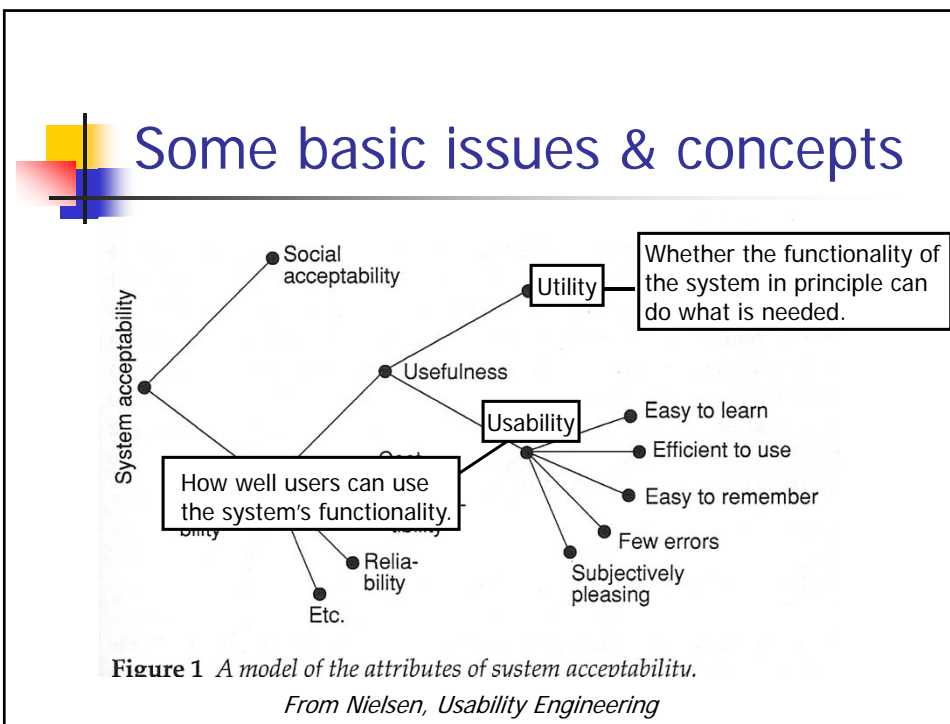 Some basic issues & concepts
Social
acceptability
System acceptability
Utility
Whether the functionality of
the system in principle can
do what is needed.
Usefulness
Usability
Easy to learn
Efficient to use
Easy to remember
Few errors
Subjectively
pleasing
How well users can use
the system's functionality.
bility
Relia-
bility
Etc.
Figure 1 A model of the attributes of system acceptability.
From Nielsen, Usability Engineering